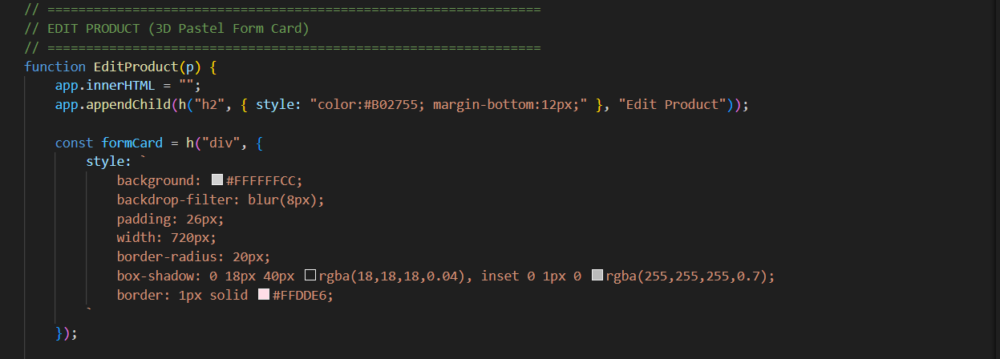 // ================================================================
// EDIT PRODUCT (3D Pastel Form Card)
// ================================================================
function EditProduct(p) {
    app.innerHTML = "";
    app.appendChild(h("h2", { style: "color:#B02755; margin-bottom:12px;" }, "Edit Product"));

    const formCard = h("div", {
        style: `
            background: #FFFFFFCC;
            backdrop-filter: blur(8px);
            padding: 26px;
            width: 720px;
            border-radius: 20px;
            box-shadow: 0 18px 40px rgba(18,18,18,0.04), inset 0 1px 0 rgba(255,255,255,0.7);
            border: 1px solid #FFDDE6;
        `
    });